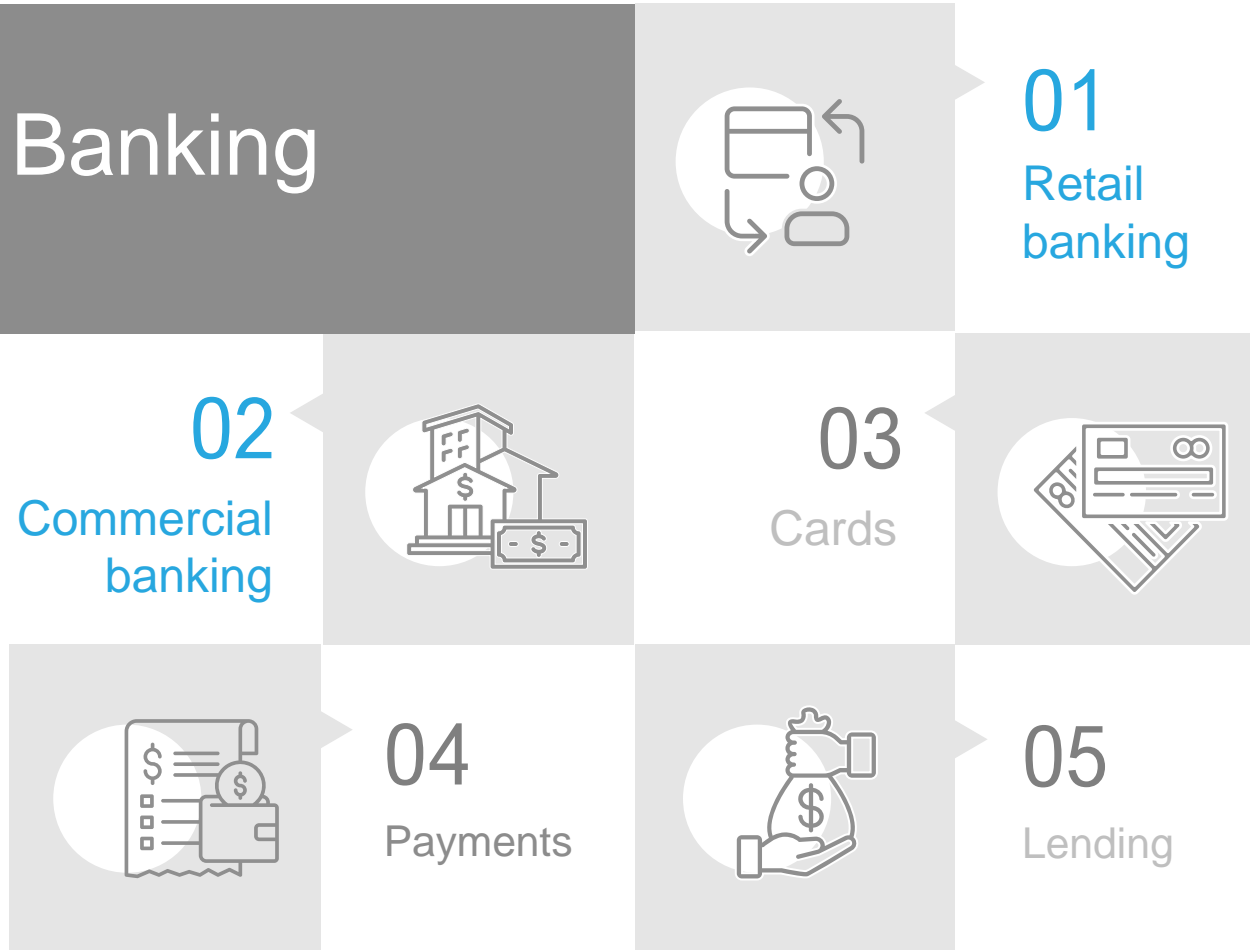 Banking
01
Retail
banking
02
Commercial
banking
03
Cards
04
Payments
05
Lending